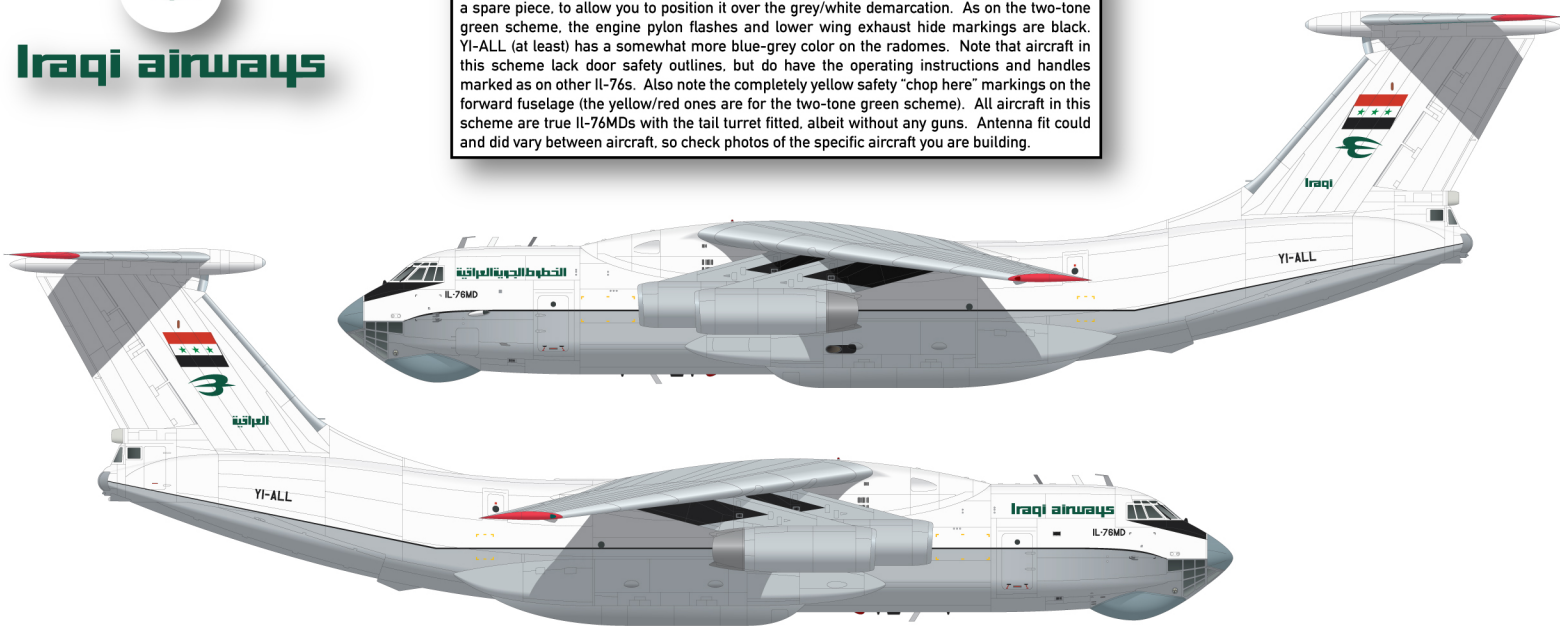 a spare piece, to allow you to position it over the grey/white demarcation. As on the two-tone
green scheme, the engine pylon flashes and lower wing exhaust hide markings are black.
YI-ALL (at least) has a somewhat more blue-grey color on the radomes. Note that aircraft in
this scheme lack door safety outlines, but do have the operating instructions and handles
marked as on other Il-76s. Also note the completely yellow safety “chop here” markings on the
forward fuselage (the yellow/red ones are for the two-tone green scheme). All aircraft in this
scheme are true Il-76MDs with the tail turret fitted, albeit without any guns. Antenna fit could
and did vary between aircraft, so check photos of the specific aircraft you are building.
Iraqi airways
Iraqi
YI-ALL
الخطوط الجوية العراقية
IL-76MD
العراقية
YI-ALL
Iraqi airways
IL-76MD